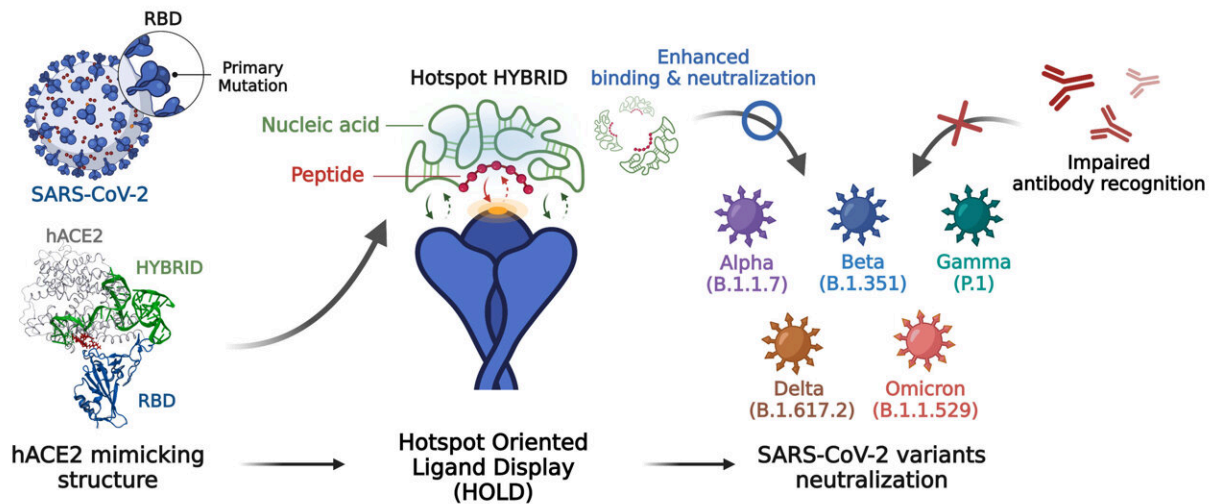 RBD
Primary
Mutation
SARS-CoV-2
hACE2
HYBRID
RBD
hACE2 mimicking
structure
Hotspot HYBRID
Nucleic acid
Peptide
Hotspot Oriented
Ligand Display
(HOLD)
Enhanced
binding & neutralization
Impaired
antibody recognition
Alpha
(B.1.1.7)
Beta
(B.1.351)
Gamma
(P.1)
Delta
(B.1.617.2)
Omicron
(B.1.1.529)
SARS-CoV-2 variants
neutralization